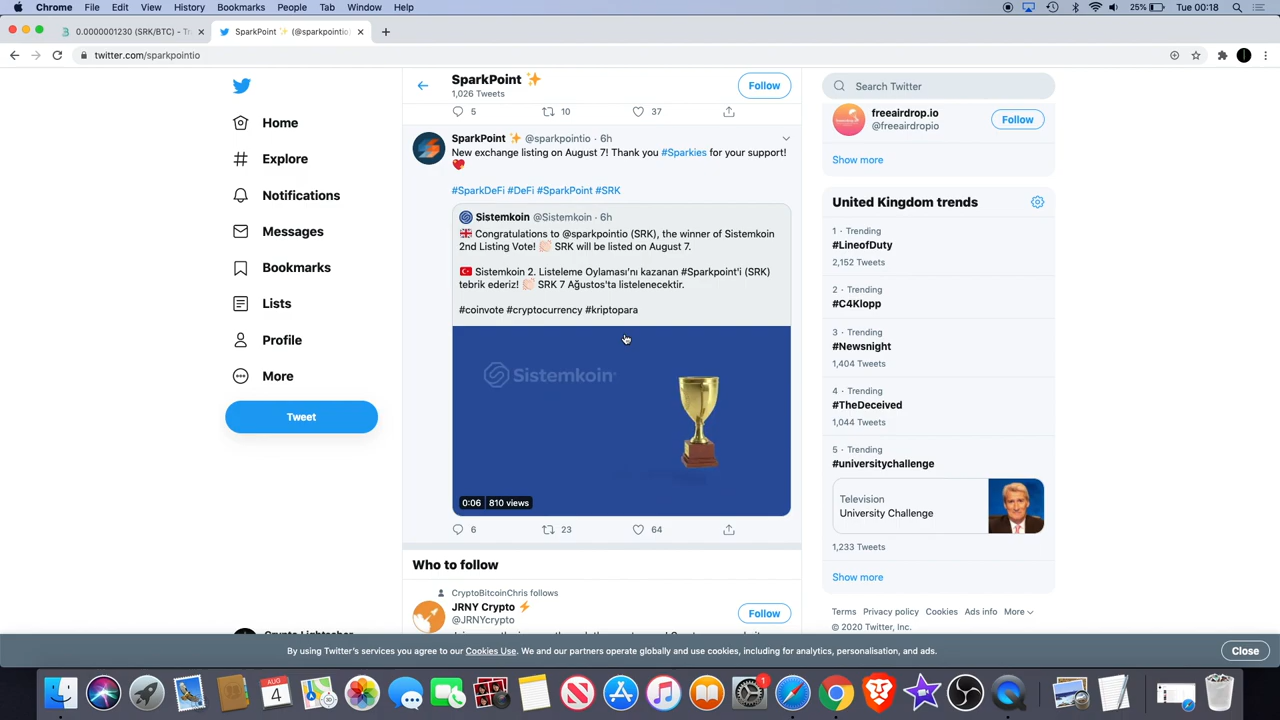 Chrome File Edit View History Bookmarks People Tab Window Help 25% Tue 00:18
0.0000001230 (SRK/BTC) - Tr
SparkPoint ✨ (@sparkpointio)
twitter.com/sparkpointio
Home
Explore
Notifications
Messages
Bookmarks
Lists
Profile
More
Tweet
SparkPoint ✨
1,026 Tweets
Follow
5 10 37
SparkPoint ✨ @sparkpointio · 6h
New exchange listing on August 7! Thank you #Sparkies for your support!
❤️
#SparkDeFi #DeFi #SparkPoint #SRK
Sistemkoin @Sistemkoin · 6h
🇬🇧 Congratulations to @sparkpointio (SRK), the winner of Sistemkoin
2nd Listing Vote! 👏🏻 SRK will be listed on August 7.
🇹🇷 Sistemkoin 2. Listeleme Oylaması'nı kazanan #Sparkpoint'i (SRK)
tebrik ederiz! 👏🏻 SRK 7 Ağustos'ta listelenecektir.
#coinvote #cryptocurrency #kriptopara
Sistemkoin
0:06 810 views
6 23 64
Who to follow
CryptoBitcoinChris follows
JRNY Crypto ⚡
@JRNYcrypto
Follow
Search Twitter
freeairdrop.io
@freeairdropio
Follow
Show more
United Kingdom trends
1 · Trending
#LineofDuty
2,152 Tweets
2 · Trending
#C4Klopp
3 · Trending
#Newsnight
1,404 Tweets
4 · Trending
#TheDeceived
1,044 Tweets
5 · Trending
#universitychallenge
Television
University Challenge
1,233 Tweets
Show more
Terms Privacy policy Cookies Ads info More
© 2020 Twitter, Inc.
By using Twitter's services you agree to our Cookies Use. We and our partners operate globally and use cookies, including for analytics, personalisation, and ads.
Close
AUG
4
1